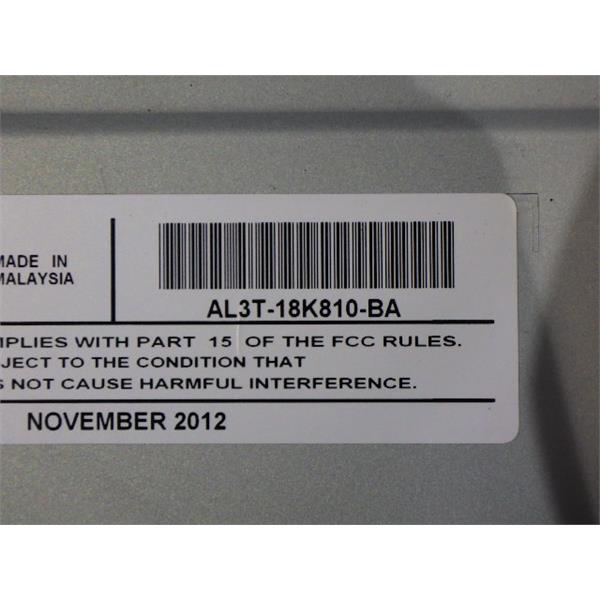 MADE IN
MALAYSIA
AL3T-18K810-BA
MPLIES WITH PART 15 OF THE FCC RULES.
JECT TO THE CONDITION THAT
S NOT CAUSE HARMFUL INTERFERENCE.
NOVEMBER 2012